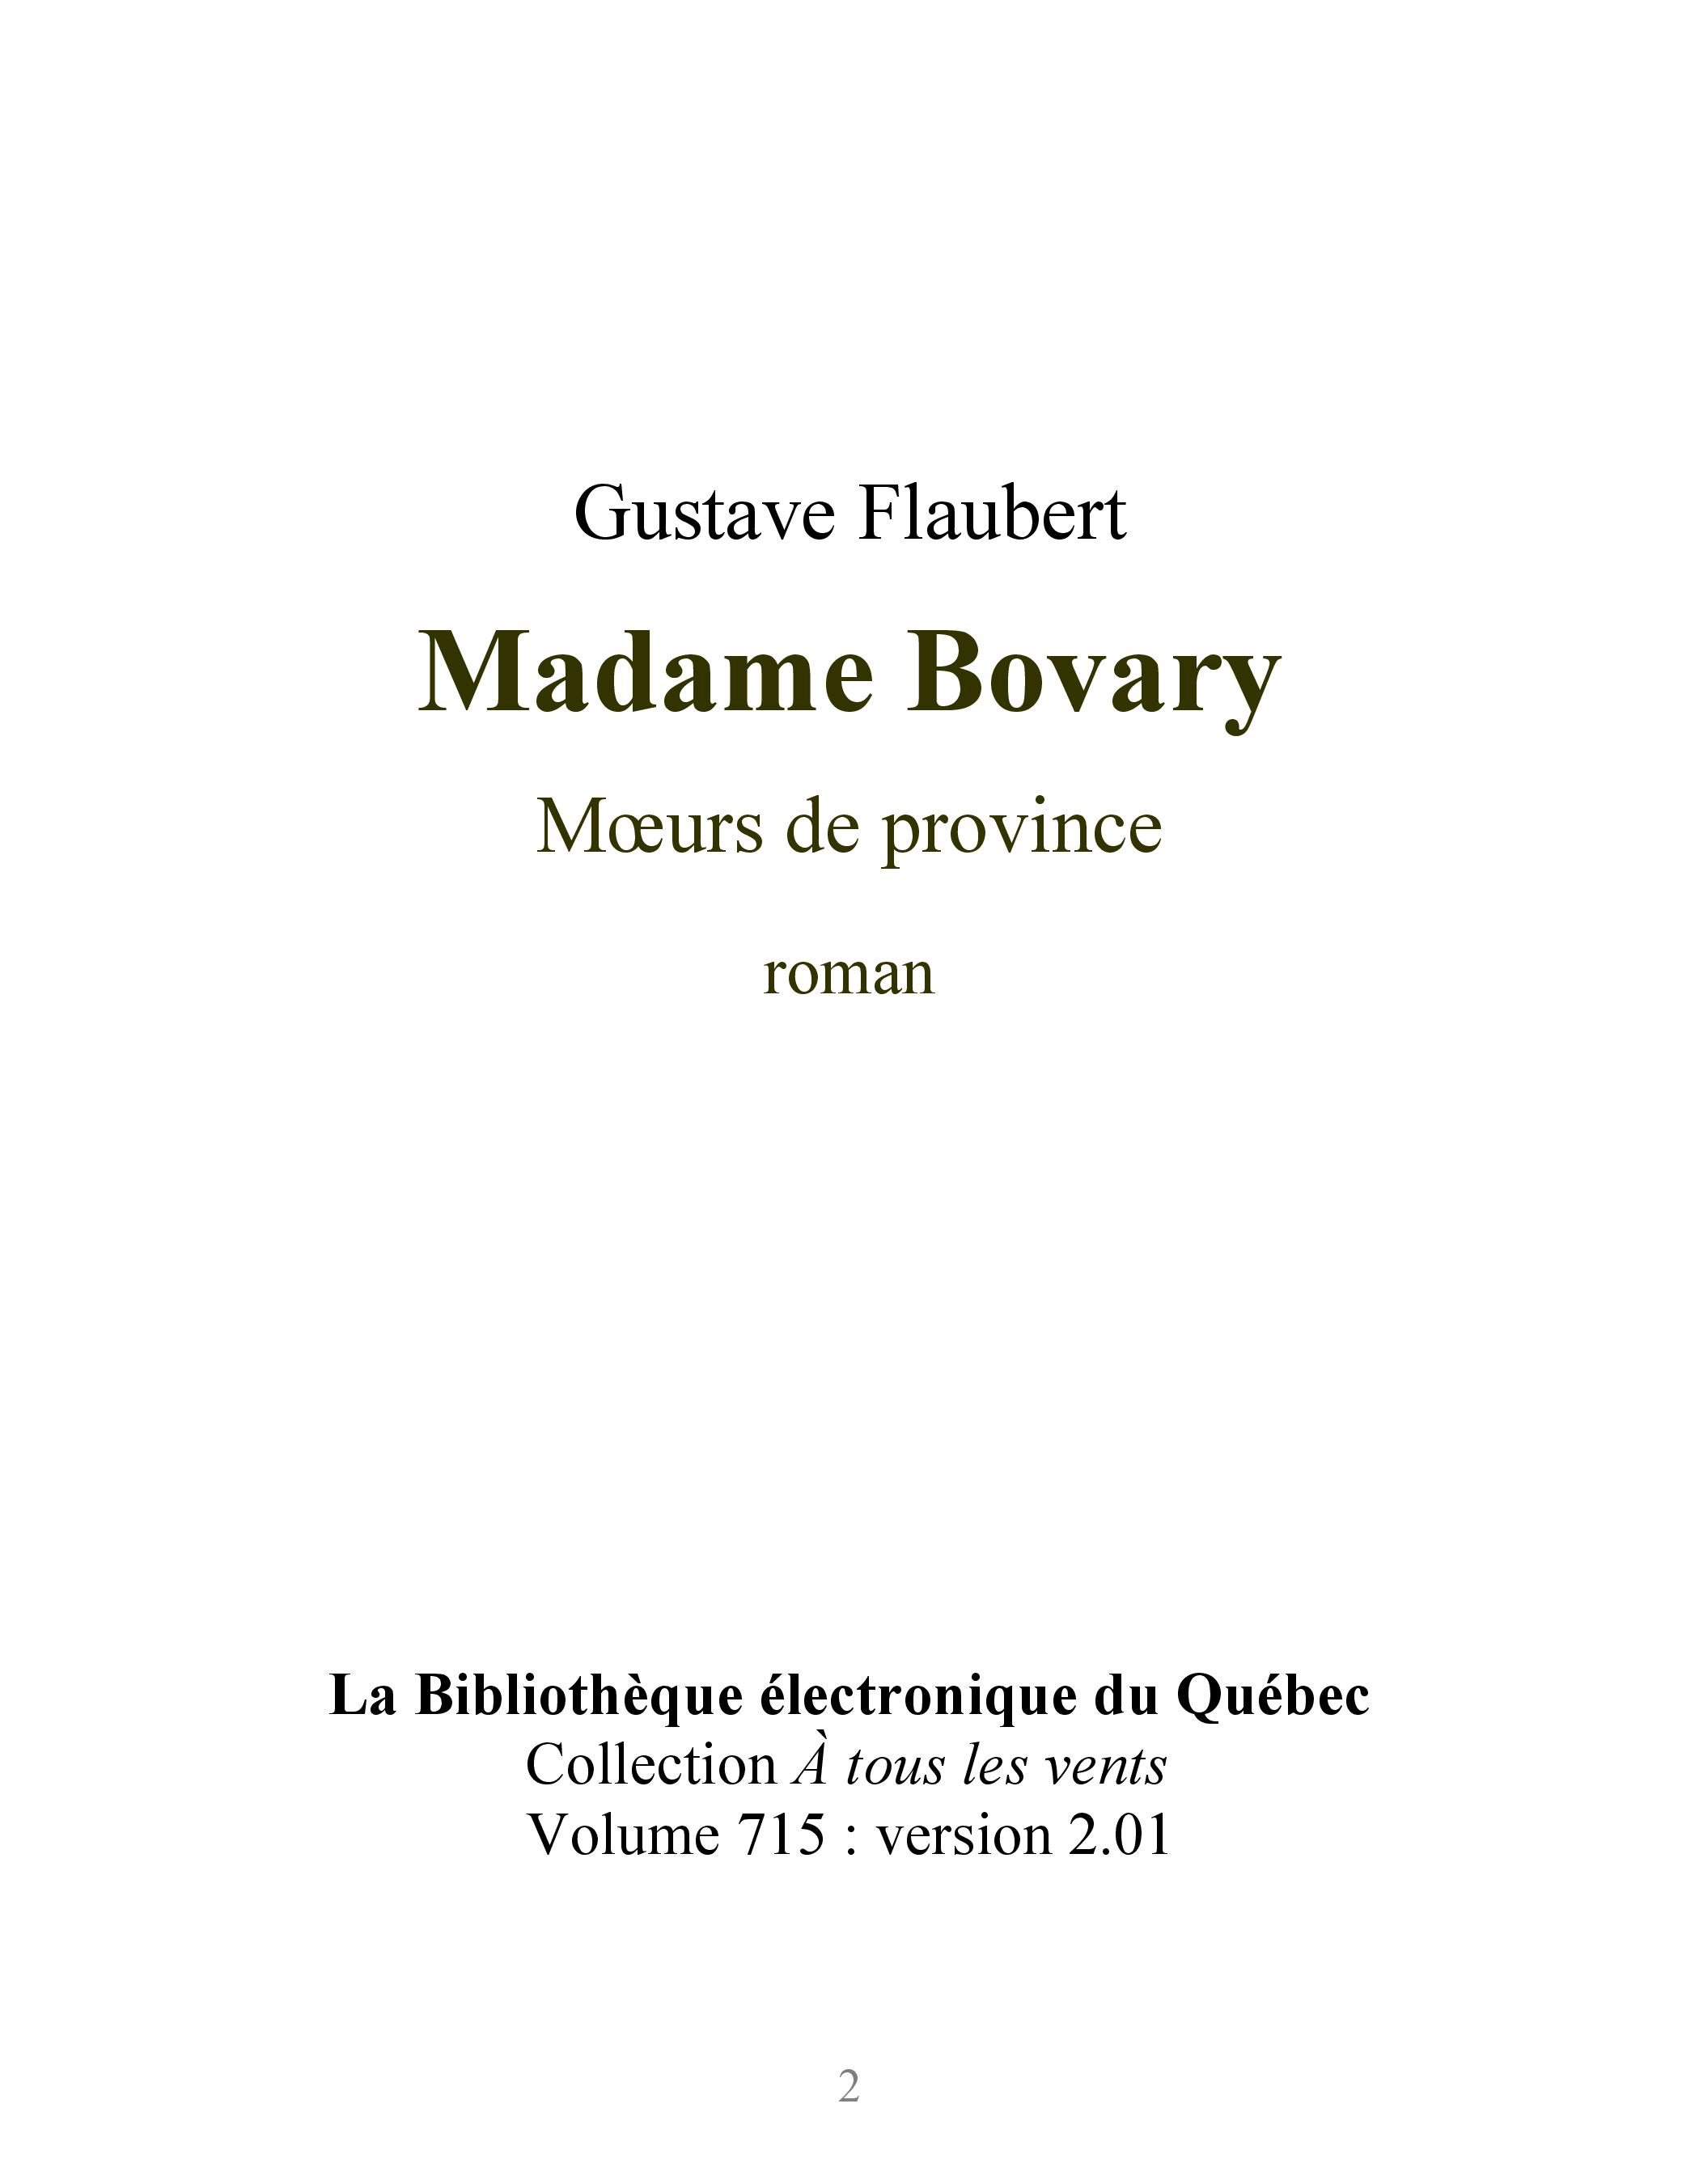 Gustave Flaubert
Madame Bovary
Mœurs de province
roman
La Bibliothèque électronique du Québec
Collection À tous les vents
Volume 715 : version 2.01
2